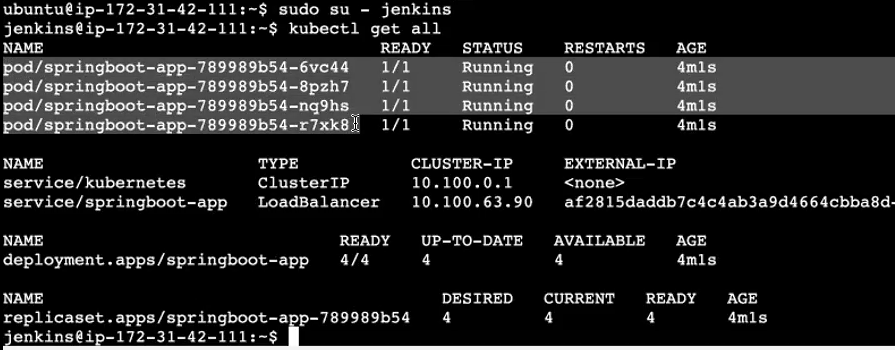 ubuntu@ip-172-31-42-111:~$ sudo su - jenkins
jenkins@ip-172-31-42-111:~$ kubectl get all
NAME READY STATUS RESTARTS AGE
pod/springboot-app-789989b54-6vc44 1/1 Running 0 4m1s
pod/springboot-app-789989b54-8pzh7 1/1 Running 0 4m1s
pod/springboot-app-789989b54-nq9hs 1/1 Running 0 4m1s
pod/springboot-app-789989b54-r7xk8 1/1 Running 0 4m1s
NAME TYPE CLUSTER-IP EXTERNAL-IP
service/kubernetes ClusterIP 10.100.0.1 <none>
service/springboot-app LoadBalancer 10.100.63.90 af2815daddb7c4c4ab3a9d4664cbba8d-
NAME READY UP-TO-DATE AVAILABLE AGE
deployment.apps/springboot-app 4/4 4 4 4m1s
NAME DESIRED CURRENT READY AGE
replicaset.apps/springboot-app-789989b54 4 4 4 4m1s
jenkins@ip-172-31-42-111:~$